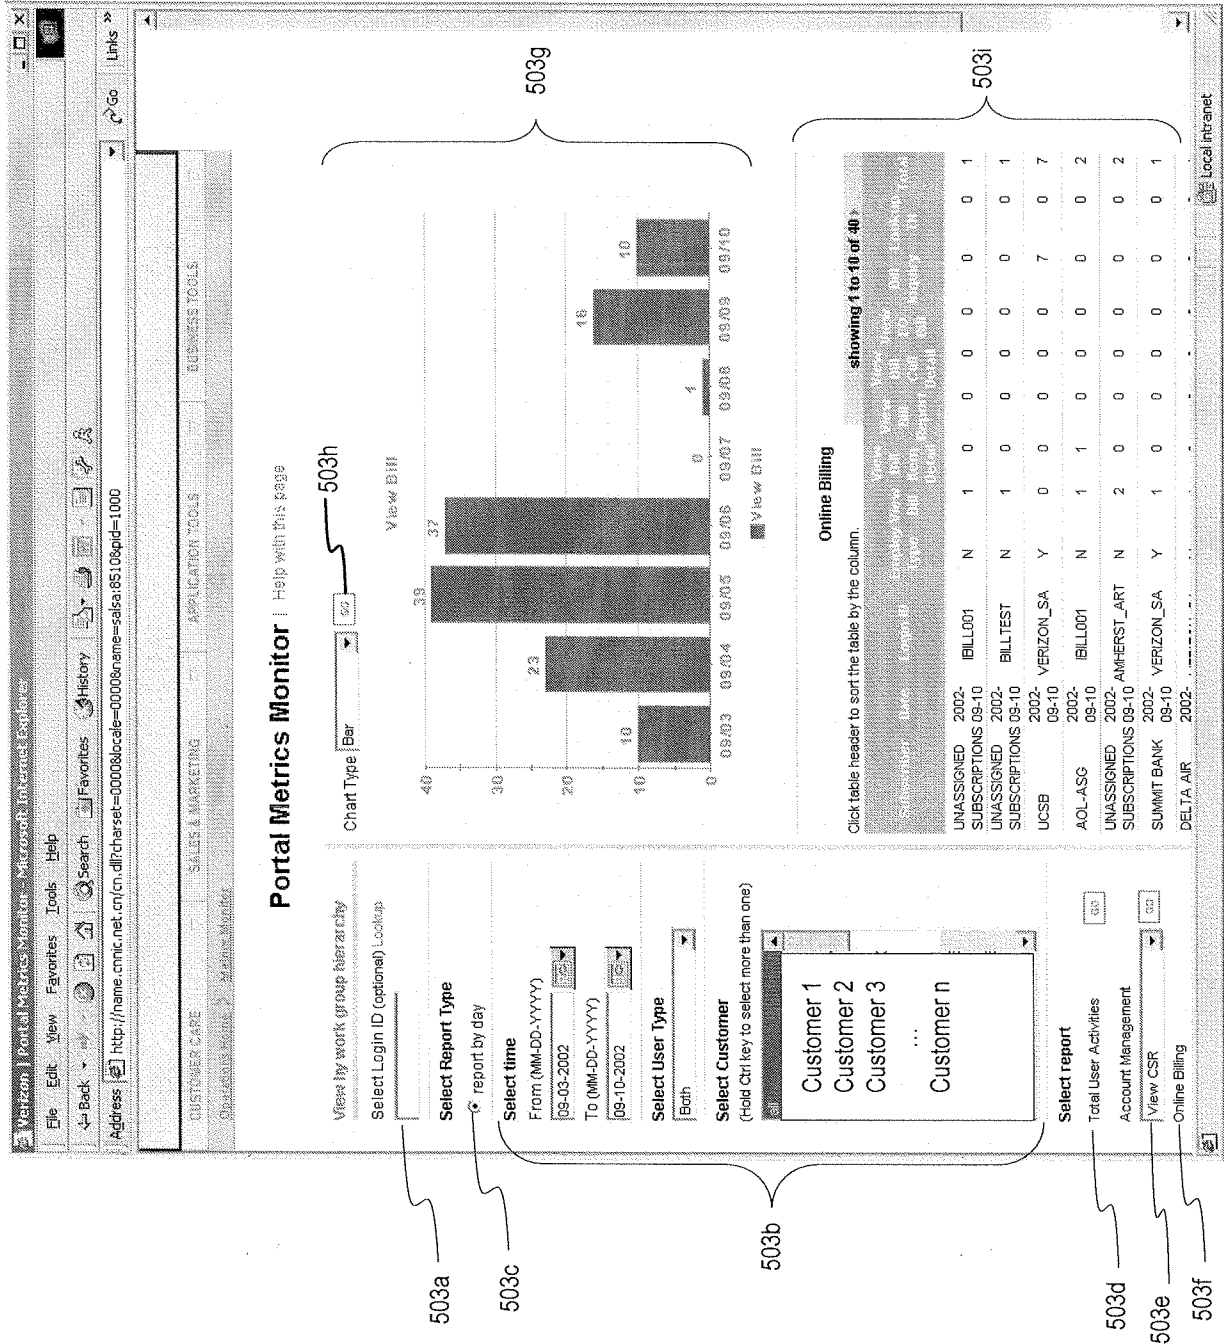 Verizon | Portal Metrics Monitor - Microsoft Internet Explorer
File Edit View Favorites Tools Help
Back Search Favorites History
Address http://name.cnnic.net.cn/cn.dll?charset=0000&locale=0000&name=salsa:8510&pid=1000 Go Links »
CUSTOMER CARE SALES & MARKETING APPLICATION TOOLS BUSINESS TOOLS
Operations Home > Metrics Monitor
Portal Metrics Monitor | Help with this page
View by work group hierarchy
Select Login ID (optional) Lookup
503a
Select Report Type
report by day
503c
Select time
From (MM-DD-YYYY)
09-03-2002
To (MM-DD-YYYY)
09-10-2002
Select User Type
Both
Select Customer
(Hold Ctrl key to select more than one)
Customer 1
Customer 2
Customer 3
...
Customer n
503b
Select report
Total User Activities GO
503d
Account Management
View CSR GO
503e
Online Billing
503f
Chart Type Bar GO
503h
View Bill
40
30
20
10
0
10 23 39 37 0 1 16 10
09/03 09/04 09/05 09/06 09/07 09/08 09/09 09/10
View Bill
503g
Online Billing
Click table header to sort the table by the column. showing 1 to 10 of 40 >
Subscriber Date LoginID Total
UNASSIGNED SUBSCRIPTIONS 2002-09-10 IBILL001 N 1 0 0 0 0 0 1
UNASSIGNED SUBSCRIPTIONS 2002-09-10 BILLTEST N 1 0 0 0 0 0 1
UCSB 2002-09-10 VERIZON_SA Y 0 0 0 0 7 0 7
AOL-ASG 2002-09-10 IBILL001 N 1 1 0 0 0 0 2
UNASSIGNED SUBSCRIPTIONS 2002-09-10 AMHERST_ART N 2 0 0 0 0 0 2
SUMMIT BANK 2002-09-10 VERIZON_SA Y 1 0 0 0 0 0 1
DELTA AIR 2002-
503i
Local intranet